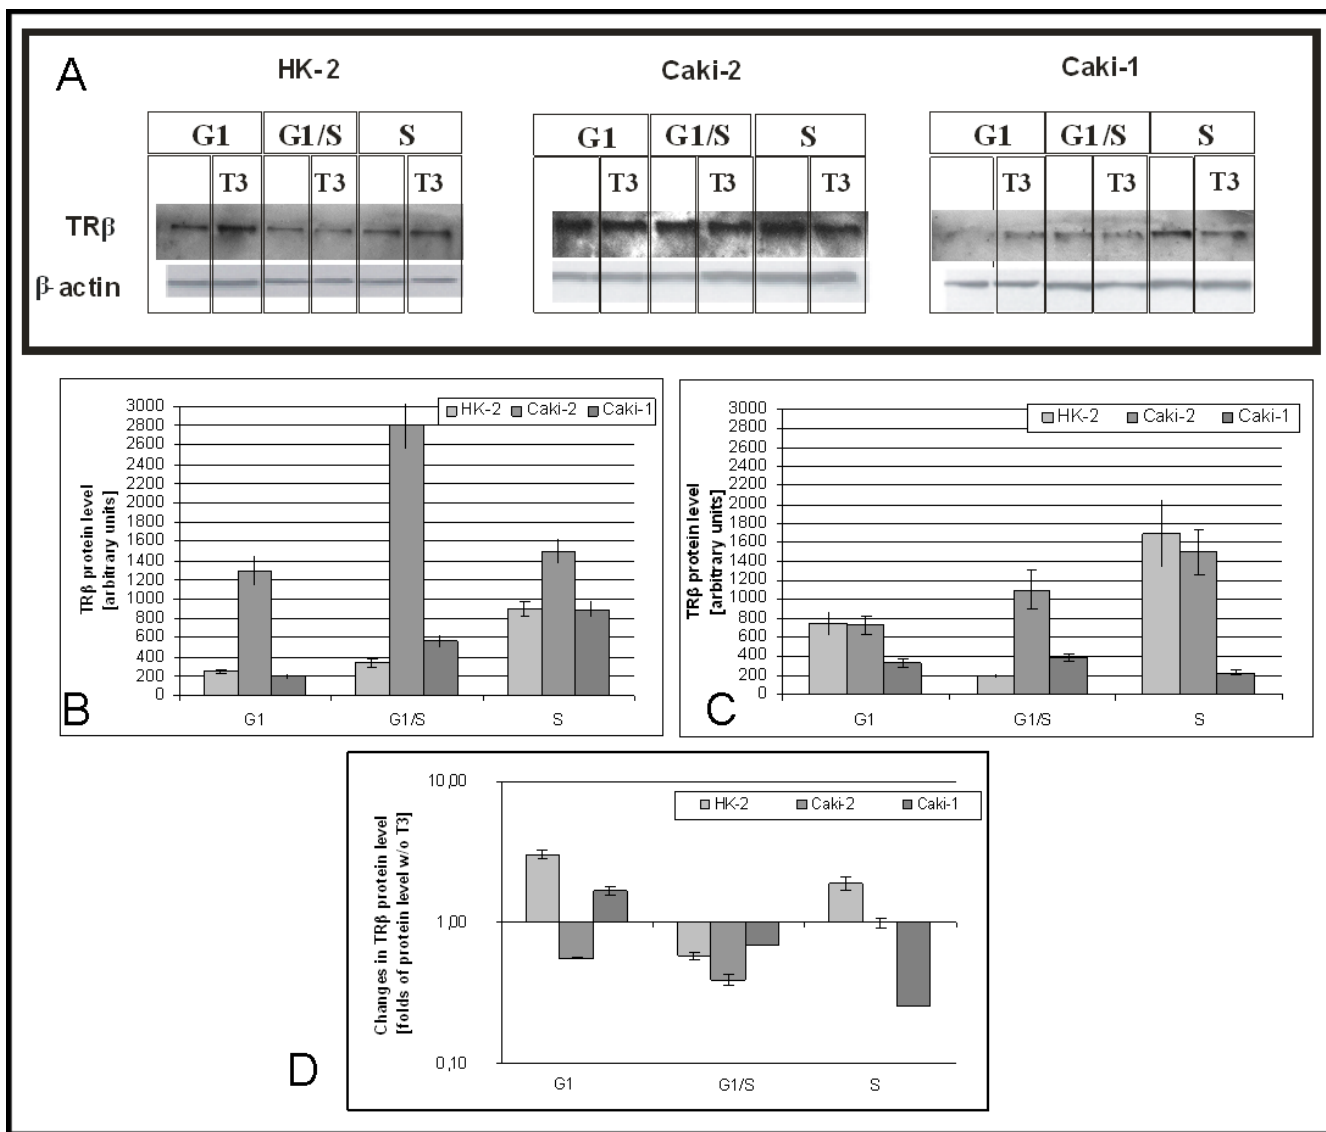 A
HK-2 Caki-2 Caki-1
G1 G1/S S G1 G1/S S G1 G1/S S
T3 T3 T3 T3 T3 T3 T3 T3 T3
TRβ
β-actin
TRβ protein level
[arbitrary units]
3000
2800
2600
2400
2200
2000
1800
1600
1400
1200
1000
800
600
400
200
0
HK-2 Caki-2 Caki-1
G1 G1/S S
B
TRβ protein level
[arbitrary units]
3000
2800
2600
2400
2200
2000
1800
1600
1400
1200
1000
800
600
400
200
0
HK-2 Caki-2 Caki-1
G1 G1/S S
C
Changes in TRβ protein level
[folds of protein level w/o T3]
10,00
1,00
0,10
HK-2 Caki-2 Caki-1
G1 G1/S S
D